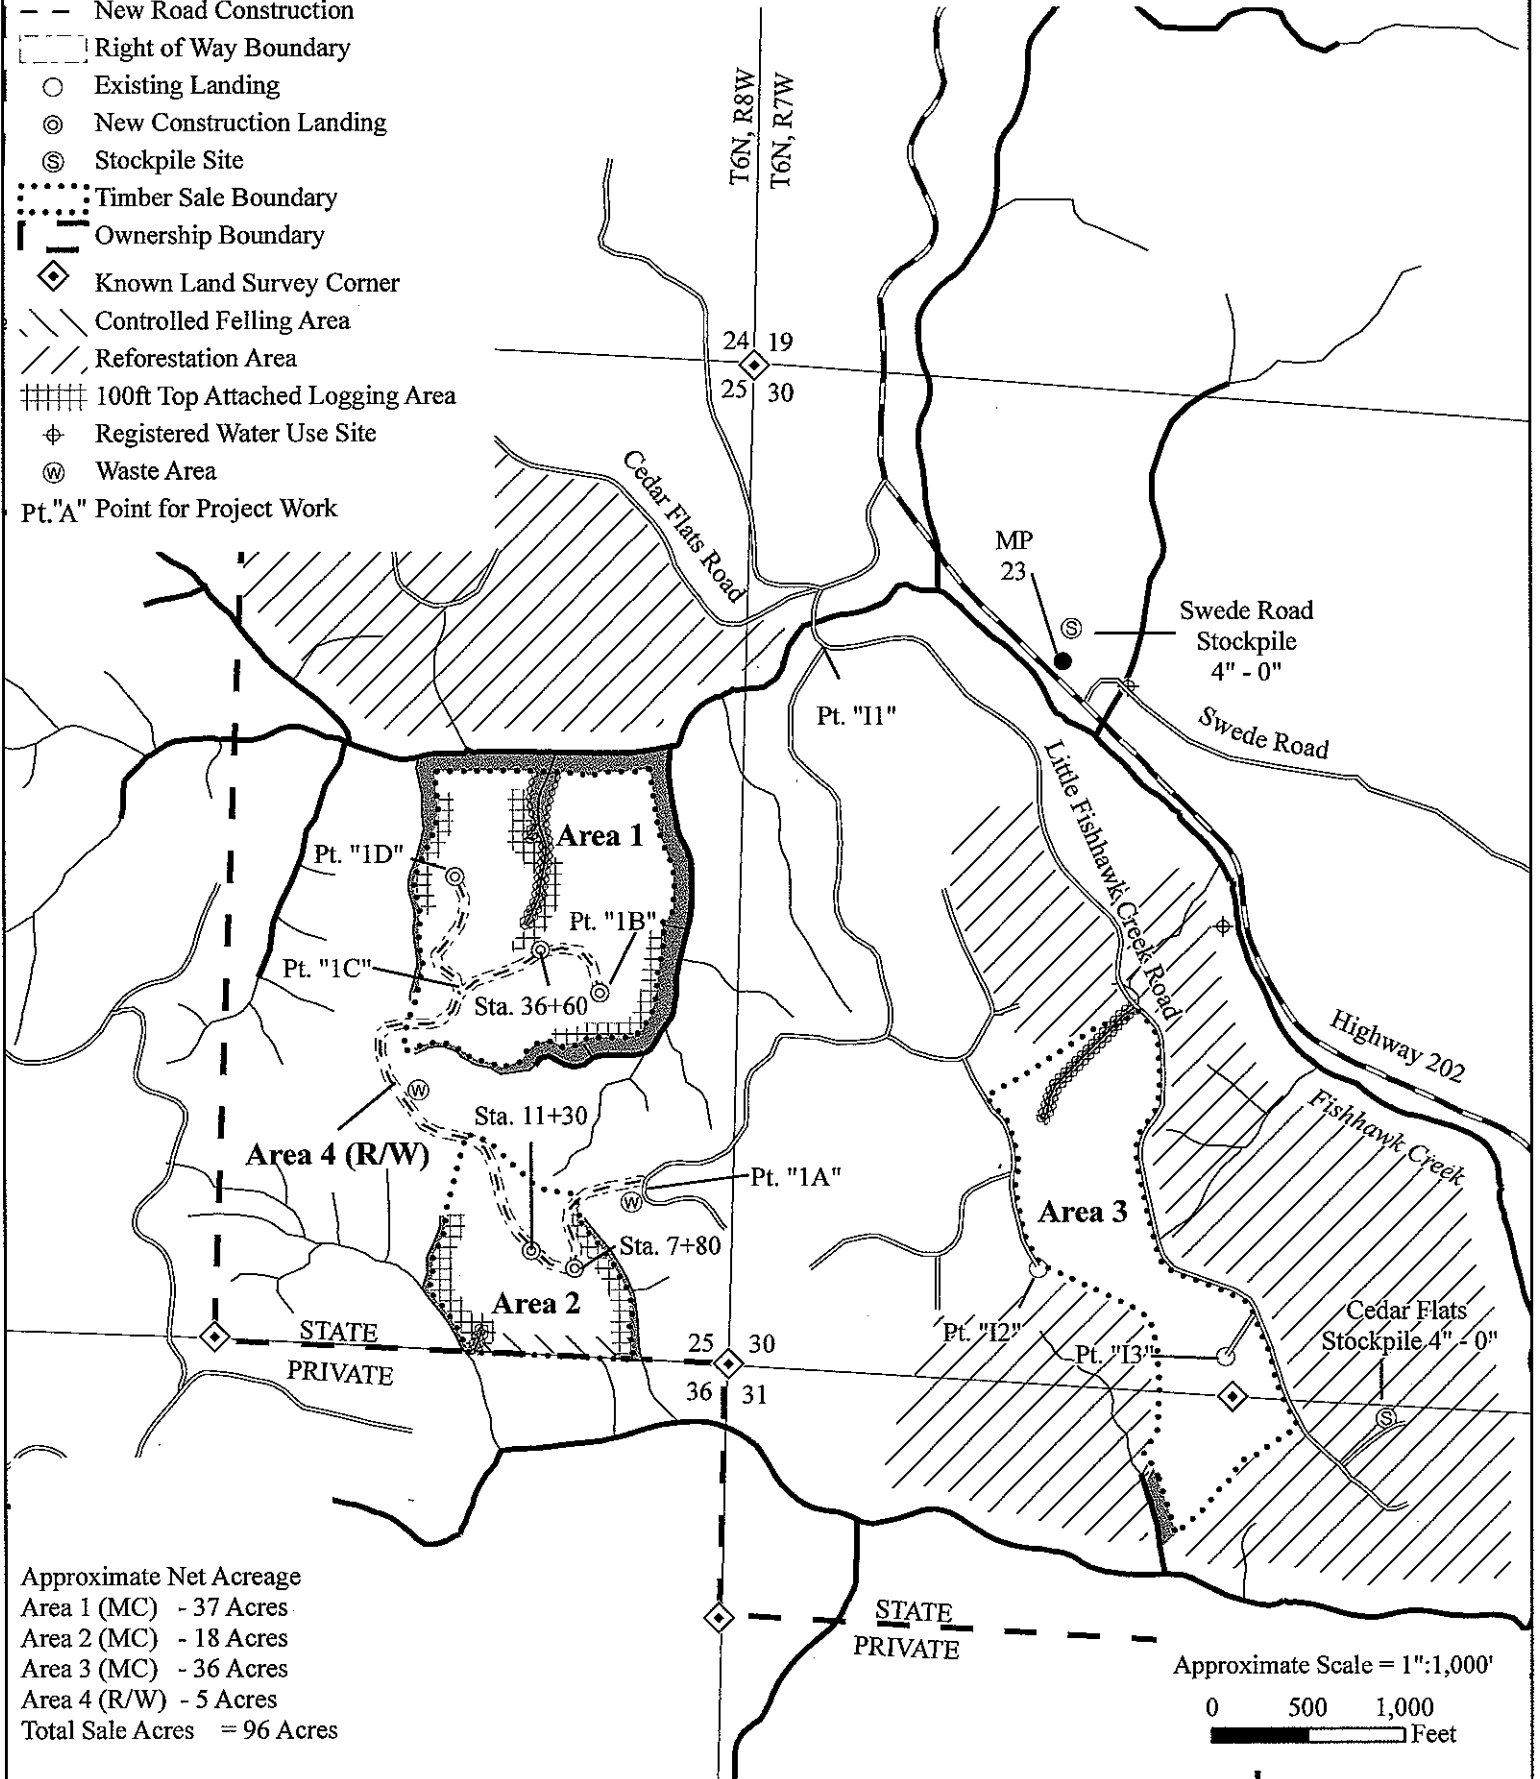 New Road Construction
Right of Way Boundary
Existing Landing
New Construction Landing
S Stockpile Site
Timber Sale Boundary
Ownership Boundary
Known Land Survey Corner
Controlled Felling Area
Reforestation Area
100ft Top Attached Logging Area
Registered Water Use Site
W Waste Area
Pt."A" Point for Project Work
T6N, R8W
T6N, R7W
24 19
25 30
Cedar Flats Road
MP
23
S
Swede Road
Stockpile
4" - 0"
Pt. "I1"
Swede Road
Little Fishhawk Creek Road
Area 1
Pt. "1D"
Pt. "1B"
Pt. "1C"
Sta. 36+60
Highway 202
W
Sta. 11+30
Fishhawk Creek
Area 4 (R/W)
Pt. "1A"
W
Area 3
Sta. 7+80
Area 2
Cedar Flats
Stockpile 4" - 0"
Pt. "I2"
Pt. "I3"
STATE
PRIVATE
25 30
36 31
S
Approximate Net Acreage
Area 1 (MC) - 37 Acres
Area 2 (MC) - 18 Acres
Area 3 (MC) - 36 Acres
Area 4 (R/W) - 5 Acres
Total Sale Acres = 96 Acres
STATE
PRIVATE
Approximate Scale = 1":1,000'
0 500 1,000
Feet